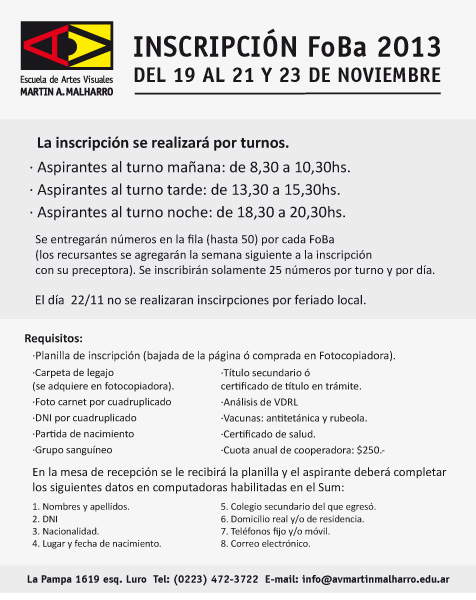 INSCRIPCIÓN FoBa 2013
DEL 19 AL 21 Y 23 DE NOVIEMBRE
Escuela de Artes Visuales
MARTIN A. MALHARRO
La inscripción se realizará por turnos.
· Aspirantes al turno mañana: de 8,30 a 10,30hs.
· Aspirantes al turno tarde: de 13,30 a 15,30hs.
· Aspirantes al turno noche: de 18,30 a 20,30hs.
Se entregarán números en la fila (hasta 50) por cada FoBa
(los recursantes se agregarán la semana siguiente a la inscripción
con su preceptora). Se inscribirán solamente 25 números por turno y por día.
El día 22/11 no se realizaran inscirpciones por feriado local.
Requisitos:
·Planilla de inscripción (bajada de la página ó comprada en Fotocopiadora).
·Carpeta de legajo
(se adquiere en fotocopiadora).
·Foto carnet por cuadruplicado
·DNI por cuadruplicado
·Partida de nacimiento
·Grupo sanguíneo
·Título secundario ó
certificado de título en trámite.
·Análisis de VDRL
·Vacunas: antitetánica y rubeola.
·Certificado de salud.
·Cuota anual de cooperadora: $250.-
En la mesa de recepción se le recibirá la planilla y el aspirante deberá completar
los siguientes datos en computadoras habilitadas en el Sum:
1. Nombres y apellidos.
2. DNI
3. Nacionalidad.
4. Lugar y fecha de nacimiento.
5. Colegio secundario del que egresó.
6. Domicilio real y/o de residencia.
7. Teléfonos fijo y/o móvil.
8. Correo electrónico.
La Pampa 1619 esq. Luro Tel: (0223) 472-3722 E-mail: info@avmartinmalharro.edu.ar